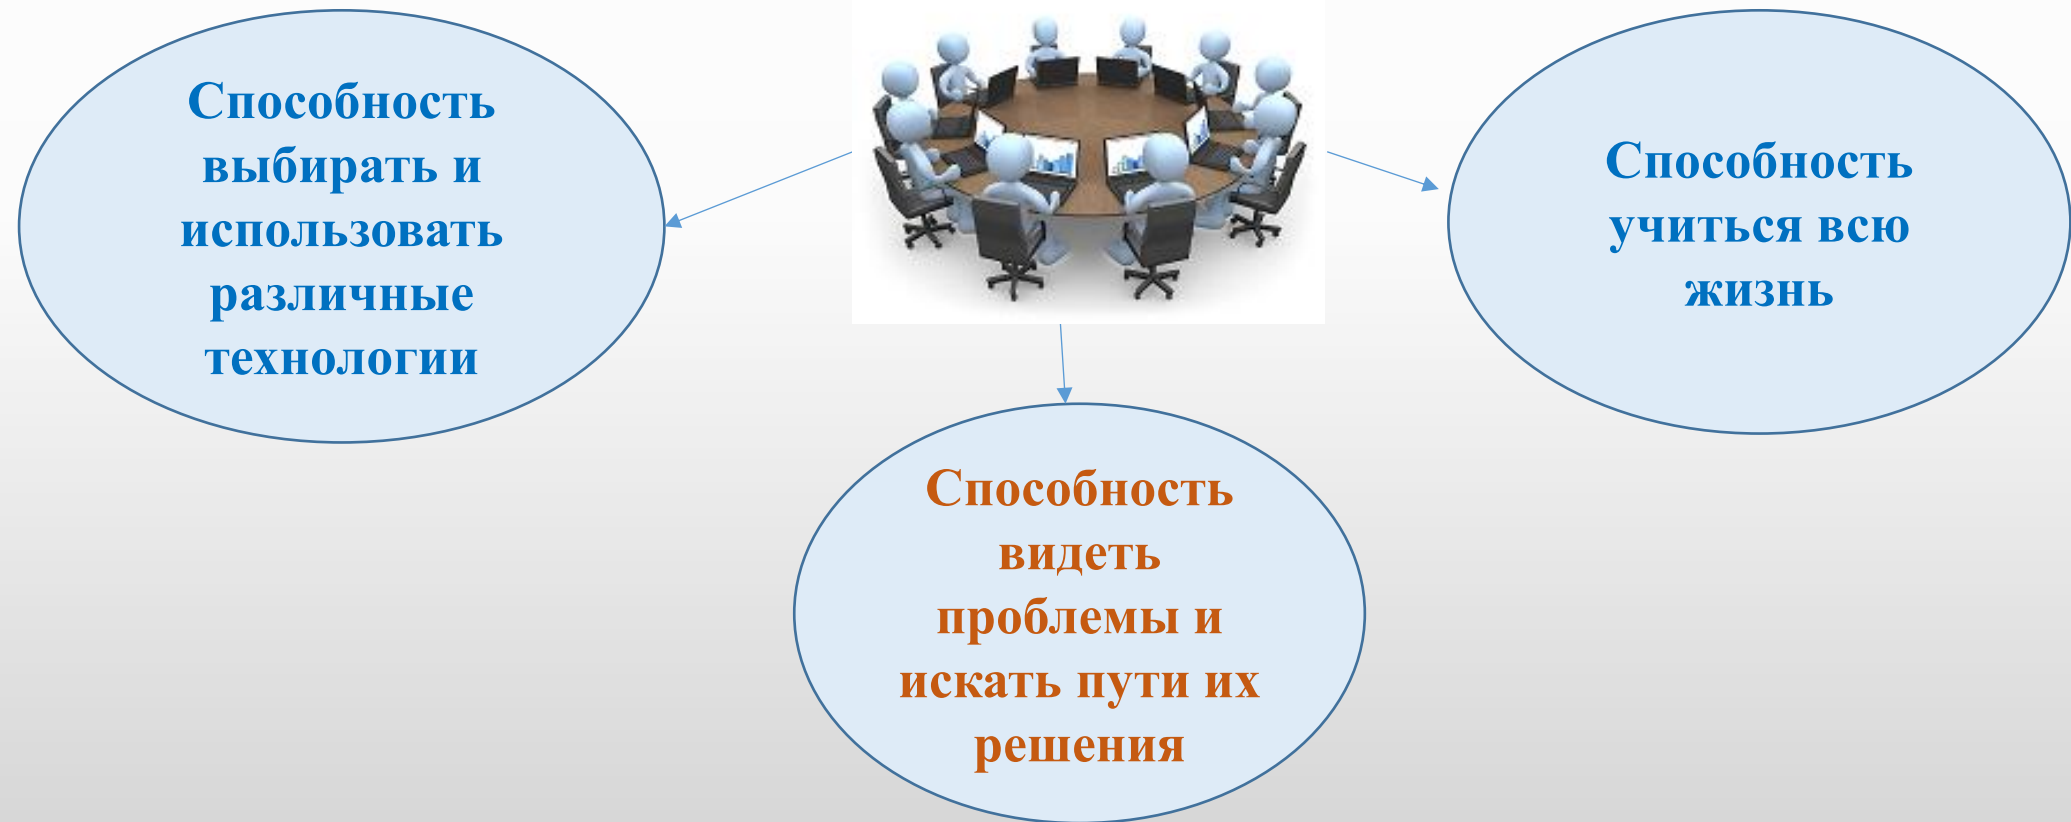 Способность
выбирать и
использовать
различные
технологии
Способность
учиться всю
жизнь
Способность
видеть
проблемы и
искать пути их
решения